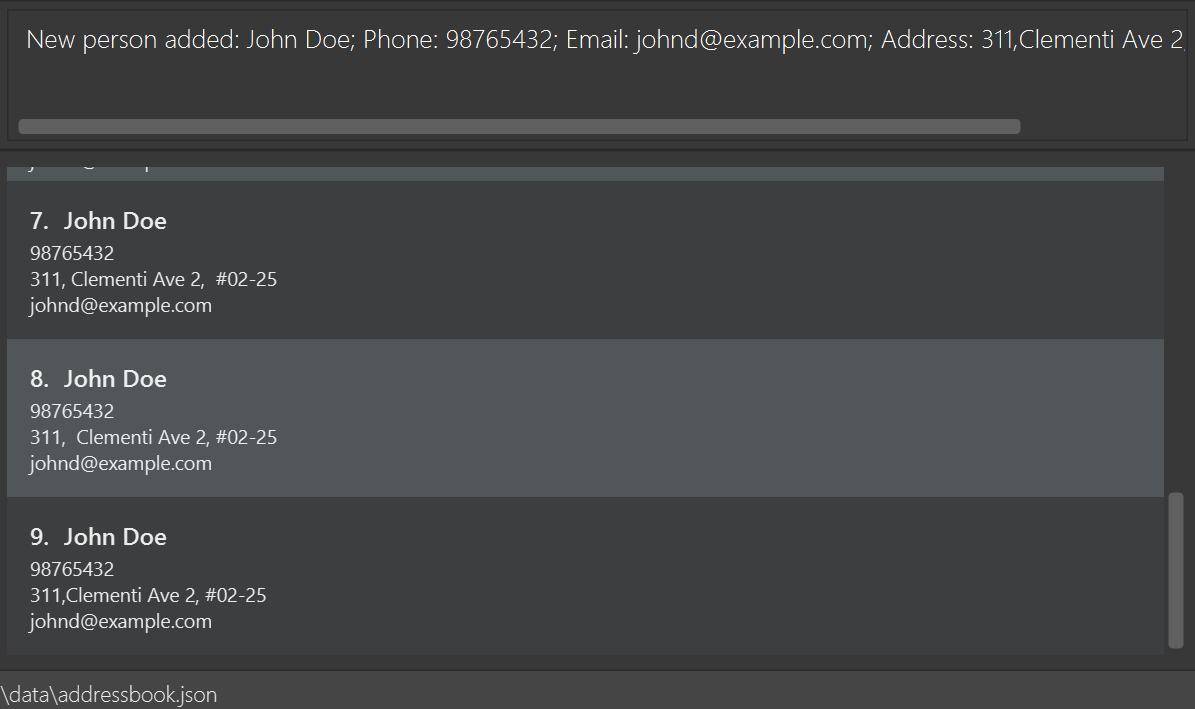 New person added: John Doe; Phone: 98765432; Email: johnd@example.com; Address: 311,Clementi Ave 2,
7. John Doe
98765432
311, Clementi Ave 2,  #02-25
johnd@example.com
8. John Doe
98765432
311,  Clementi Ave 2, #02-25
johnd@example.com
9. John Doe
98765432
311,Clementi Ave 2, #02-25
johnd@example.com
\data\addressbook.json